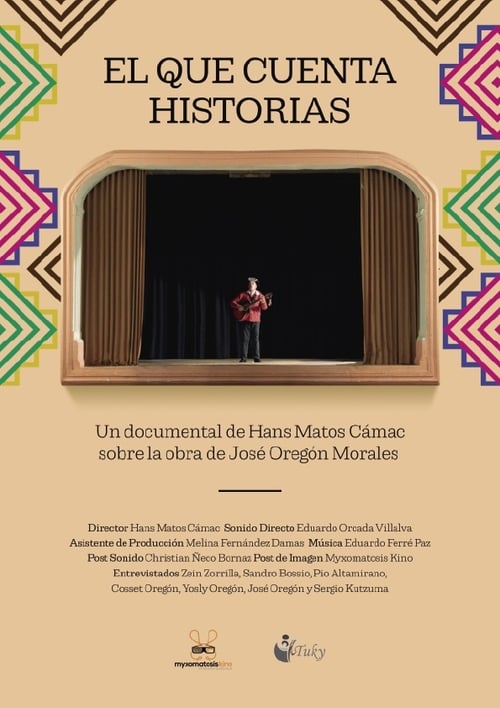 EL QUE CUENTA
HISTORIAS
Un documental de Hans Matos Cámac
sobre la obra de José Oregón Morales
Director Hans Matos Cámac Sonido Directo Eduardo Orcada Villalva
Asistente de Producción Melina Fernández Damas Música Eduardo Ferré Paz
Post Sonido Christian Ñeco Bornaz Post de Imagen Myxomatosis Kino
Entrevistados Zein Zorrilla, Sandro Bossio, Pio Altamirano,
Cosset Oregón, Yosly Oregón, José Oregón y Sergio Kutzuma
myxomatosis kino
Tuky